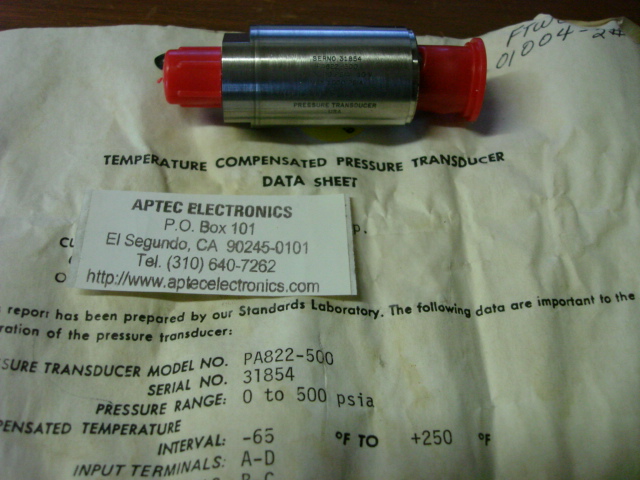 SERNO 31854
PRESSURE TRANSDUCER
USA
01004-2
TEMPERATURE COMPENSATED PRESSURE TRANSDUCER
DATA SHEET
APTEC ELECTRONICS
P.O. Box 101
El Segundo, CA 90245-0101
Tel. (310) 640-7262
http://www.aptecelectronics.com
p.
CU
O
report has been prepared by our Standards Laboratory. The following data are important to the
ration of the pressure transducer:
SURE TRANSDUCER MODEL NO. PA822-500
SERIAL NO. 31854
PRESSURE RANGE: 0 to 500 psia
PENSATED TEMPERATURE
INTERVAL: -65 °F TO +250 °F
INPUT TERMINALS: A-D
B-C